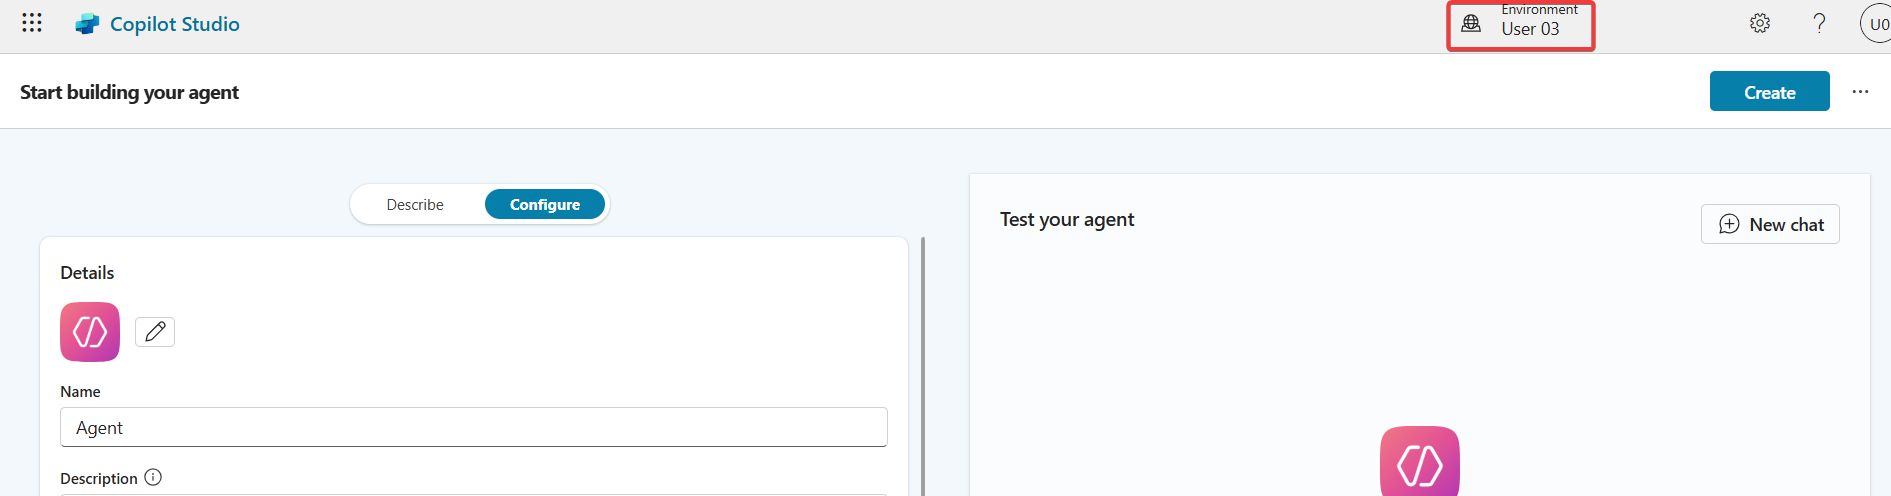 Copilot Studio
Environment
User 03
U0
Start building your agent
Create
Describe
Configure
Test your agent
New chat
Details
Name
Agent
Description